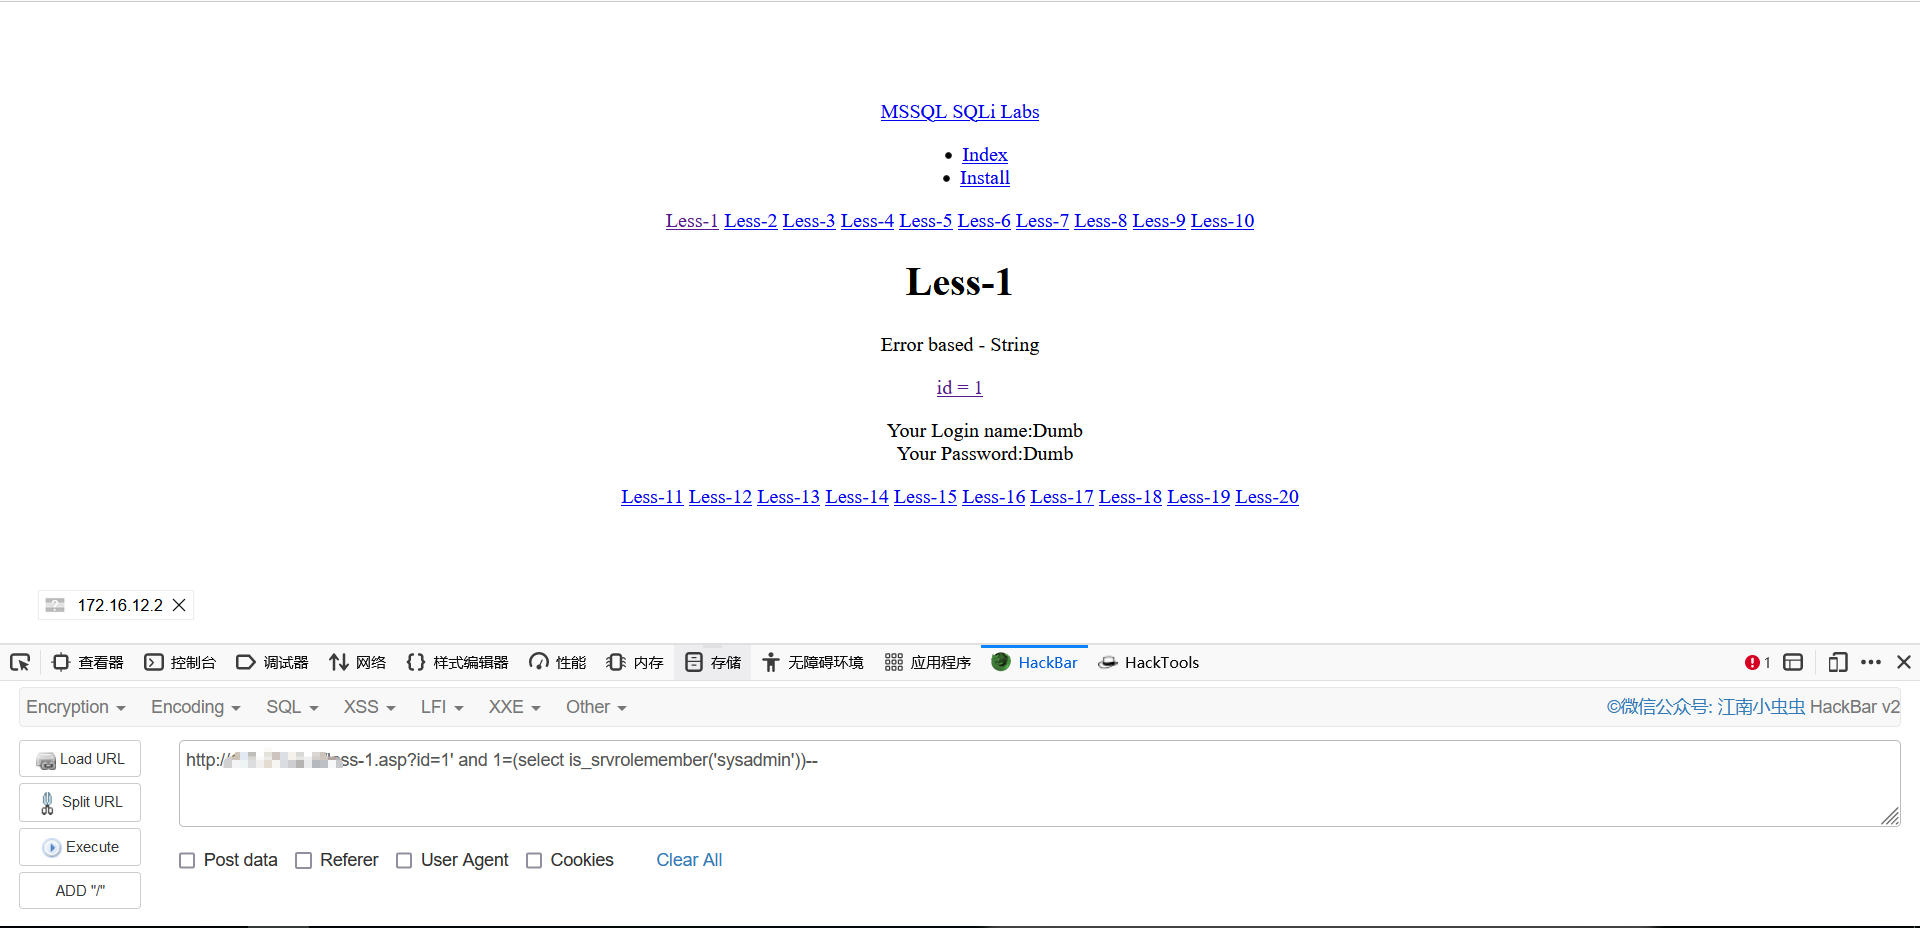 MSSQL SQLi Labs
Index
Install
Less-1 Less-2 Less-3 Less-4 Less-5 Less-6 Less-7 Less-8 Less-9 Less-10
Less-1
Error based - String
id = 1
Your Login name:Dumb
Your Password:Dumb
Less-11 Less-12 Less-13 Less-14 Less-15 Less-16 Less-17 Less-18 Less-19 Less-20
172.16.12.2
查看器 控制台 调试器 网络 样式编辑器 性能 内存 存储 无障碍环境 应用程序 HackBar HackTools 1
Encryption Encoding SQL XSS LFI XXE Other ©微信公众号: 江南小虫虫 HackBar v2
Load URL
http:/ ss-1.asp?id=1' and 1=(select is_srvrolemember('sysadmin'))--
Split URL
Execute
Post data Referer User Agent Cookies Clear All
ADD "/"